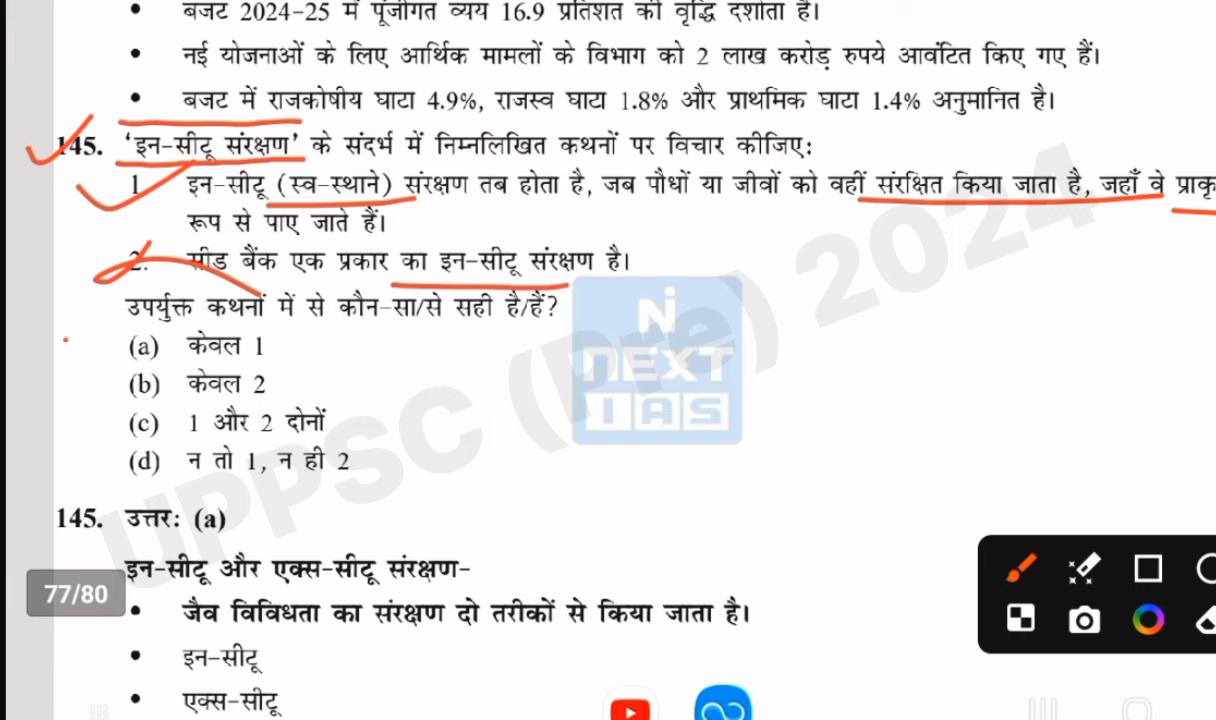 • बजट 2024-25 में पूंजीगत व्यय 16.9 प्रतिशत की वृद्धि दर्शाता है।
• नई योजनाओं के लिए आर्थिक मामलों के विभाग को 2 लाख करोड़ रुपये आवंटित किए गए हैं।
• बजट में राजकोषीय घाटा 4.9%, राजस्व घाटा 1.8% और प्राथमिक घाटा 1.4% अनुमानित है।
145. ‘इन-सीटू संरक्षण’ के संदर्भ में निम्नलिखित कथनों पर विचार कीजिए:
1 इन-सीटू (स्व-स्थाने) संरक्षण तब होता है, जब पौधों या जीवों को वहीं संरक्षित किया जाता है, जहाँ वे प्राकृ
रूप से पाए जाते हैं।
2. सीड बैंक एक प्रकार का इन-सीटू संरक्षण है।
उपर्युक्त कथनों में से कौन-सा/से सही है/हैं?
(a) केवल 1
(b) केवल 2
(c) 1 और 2 दोनों
(d) न तो 1, न ही 2
145. उत्तर: (a)
इन-सीटू और एक्स-सीटू संरक्षण-
77/80
• जैव विविधता का संरक्षण दो तरीकों से किया जाता है।
• इन-सीटू
• एक्स-सीटू
UPPSC (Pre) 2024
NEXT
IAS